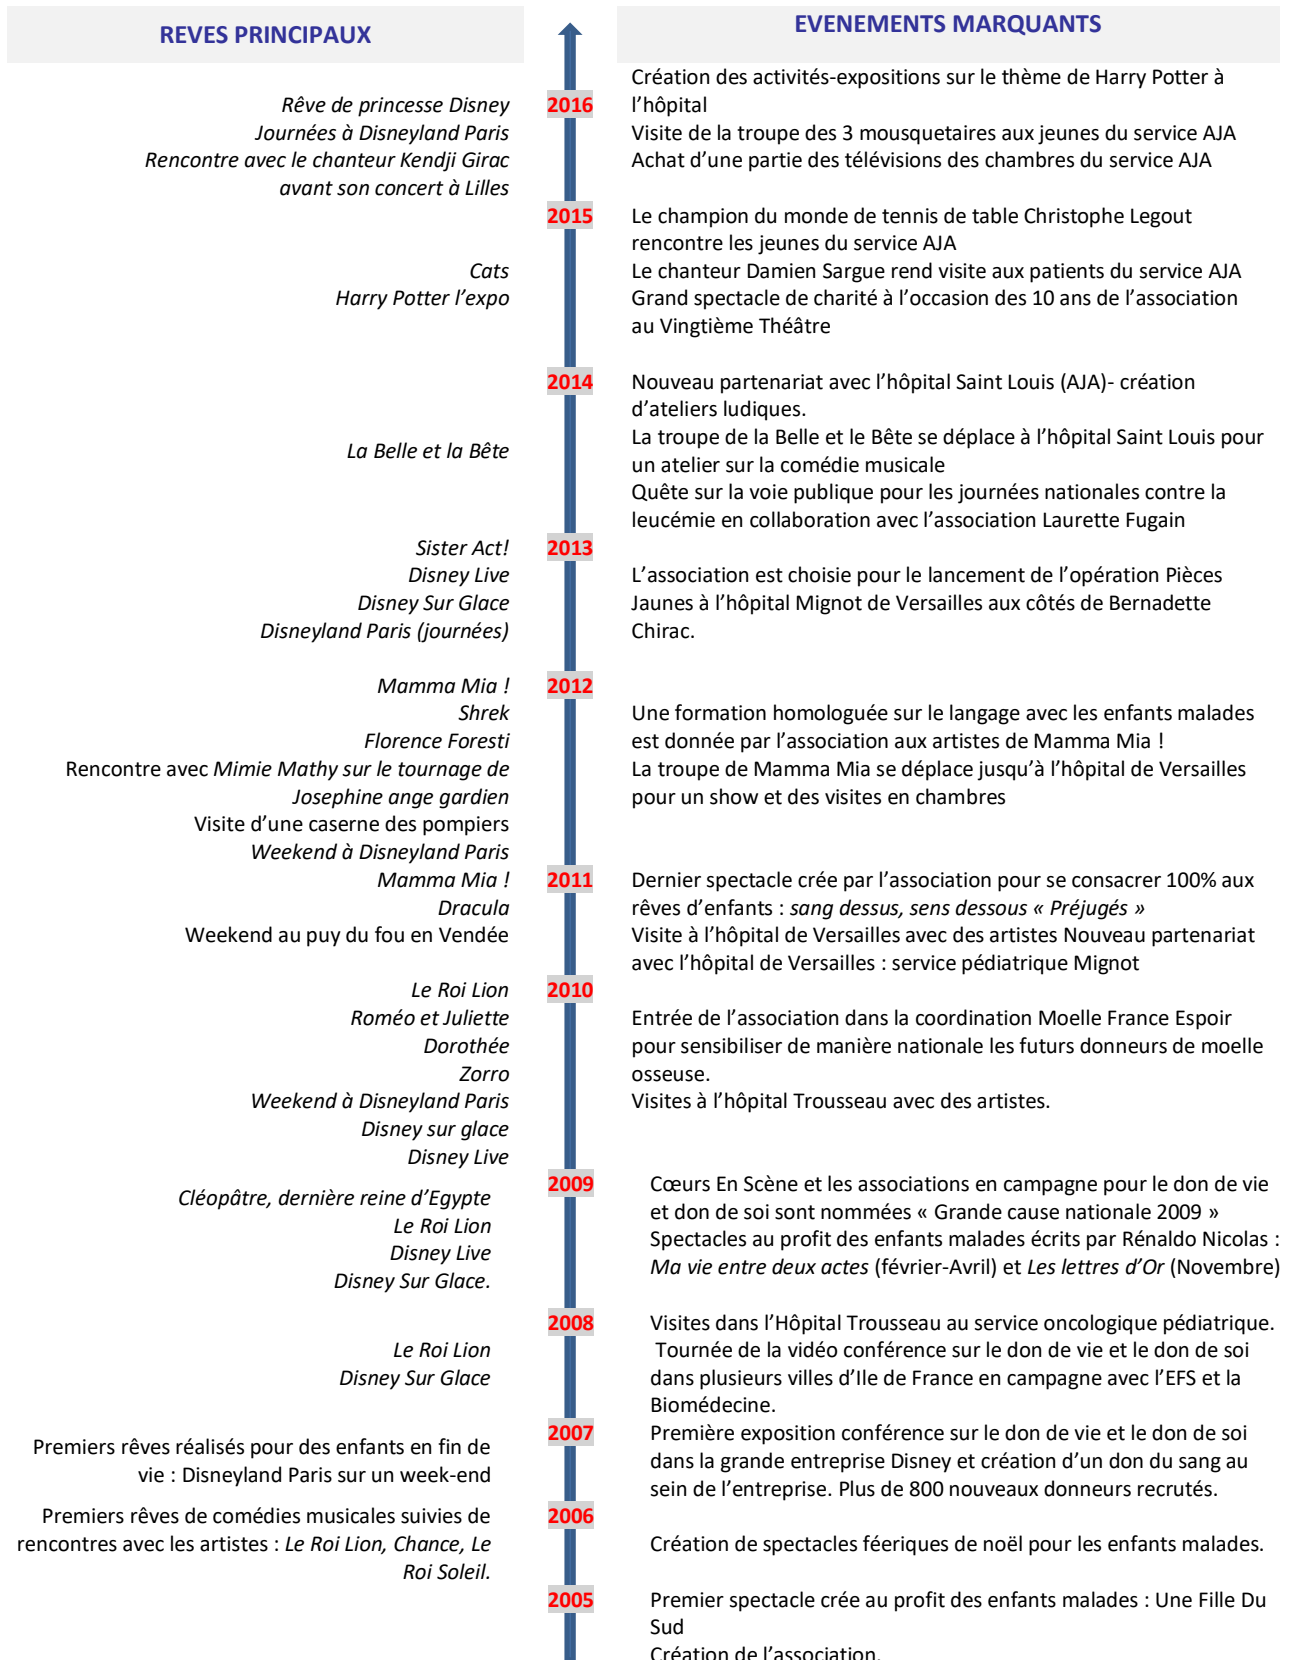 REVES PRINCIPAUX
EVENEMENTS MARQUANTS
2016
Rêve de princesse Disney
Journées à Disneyland Paris
Rencontre avec le chanteur Kendji Girac
avant son concert à Lilles
Création des activités-expositions sur le thème de Harry Potter à
l’hôpital
Visite de la troupe des 3 mousquetaires aux jeunes du service AJA
Achat d’une partie des télévisions des chambres du service AJA
2015
Cats
Harry Potter l’expo
Le champion du monde de tennis de table Christophe Legout
rencontre les jeunes du service AJA
Le chanteur Damien Sargue rend visite aux patients du service AJA
Grand spectacle de charité à l’occasion des 10 ans de l’association
au Vingtième Théâtre
2014
La Belle et la Bête
Nouveau partenariat avec l’hôpital Saint Louis (AJA)- création
d’ateliers ludiques.
La troupe de la Belle et le Bête se déplace à l’hôpital Saint Louis pour
un atelier sur la comédie musicale
Quête sur la voie publique pour les journées nationales contre la
leucémie en collaboration avec l’association Laurette Fugain
2013
Sister Act!
Disney Live
Disney Sur Glace
Disneyland Paris (journées)
L’association est choisie pour le lancement de l’opération Pièces
Jaunes à l’hôpital Mignot de Versailles aux côtés de Bernadette
Chirac.
2012
Mamma Mia !
Shrek
Florence Foresti
Rencontre avec Mimie Mathy sur le tournage de
Josephine ange gardien
Visite d’une caserne des pompiers
Weekend à Disneyland Paris
Une formation homologuée sur le langage avec les enfants malades
est donnée par l’association aux artistes de Mamma Mia !
La troupe de Mamma Mia se déplace jusqu’à l’hôpital de Versailles
pour un show et des visites en chambres
2011
Mamma Mia !
Dracula
Weekend au puy du fou en Vendée
Dernier spectacle crée par l’association pour se consacrer 100% aux
rêves d’enfants : sang dessus, sens dessous « Préjugés »
Visite à l’hôpital de Versailles avec des artistes Nouveau partenariat
avec l’hôpital de Versailles : service pédiatrique Mignot
2010
Le Roi Lion
Roméo et Juliette
Dorothée
Zorro
Weekend à Disneyland Paris
Disney sur glace
Disney Live
Entrée de l’association dans la coordination Moelle France Espoir
pour sensibiliser de manière nationale les futurs donneurs de moelle
osseuse.
Visites à l’hôpital Trousseau avec des artistes.
2009
Cléopâtre, dernière reine d’Egypte
Le Roi Lion
Disney Live
Disney Sur Glace.
Cœurs En Scène et les associations en campagne pour le don de vie
et don de soi sont nommées « Grande cause nationale 2009 »
Spectacles au profit des enfants malades écrits par Rénaldo Nicolas :
Ma vie entre deux actes (février-Avril) et Les lettres d’Or (Novembre)
2008
Le Roi Lion
Disney Sur Glace
Visites dans l’Hôpital Trousseau au service oncologique pédiatrique.
Tournée de la vidéo conférence sur le don de vie et le don de soi
dans plusieurs villes d’Ile de France en campagne avec l’EFS et la
Biomédecine.
2007
Premiers rêves réalisés pour des enfants en fin de
vie : Disneyland Paris sur un week-end
Première exposition conférence sur le don de vie et le don de soi
dans la grande entreprise Disney et création d’un don du sang au
sein de l’entreprise. Plus de 800 nouveaux donneurs recrutés.
2006
Premiers rêves de comédies musicales suivies de
rencontres avec les artistes : Le Roi Lion, Chance, Le
Roi Soleil.
Création de spectacles féeriques de noël pour les enfants malades.
2005
Premier spectacle crée au profit des enfants malades : Une Fille Du
Sud
Création de l’association.